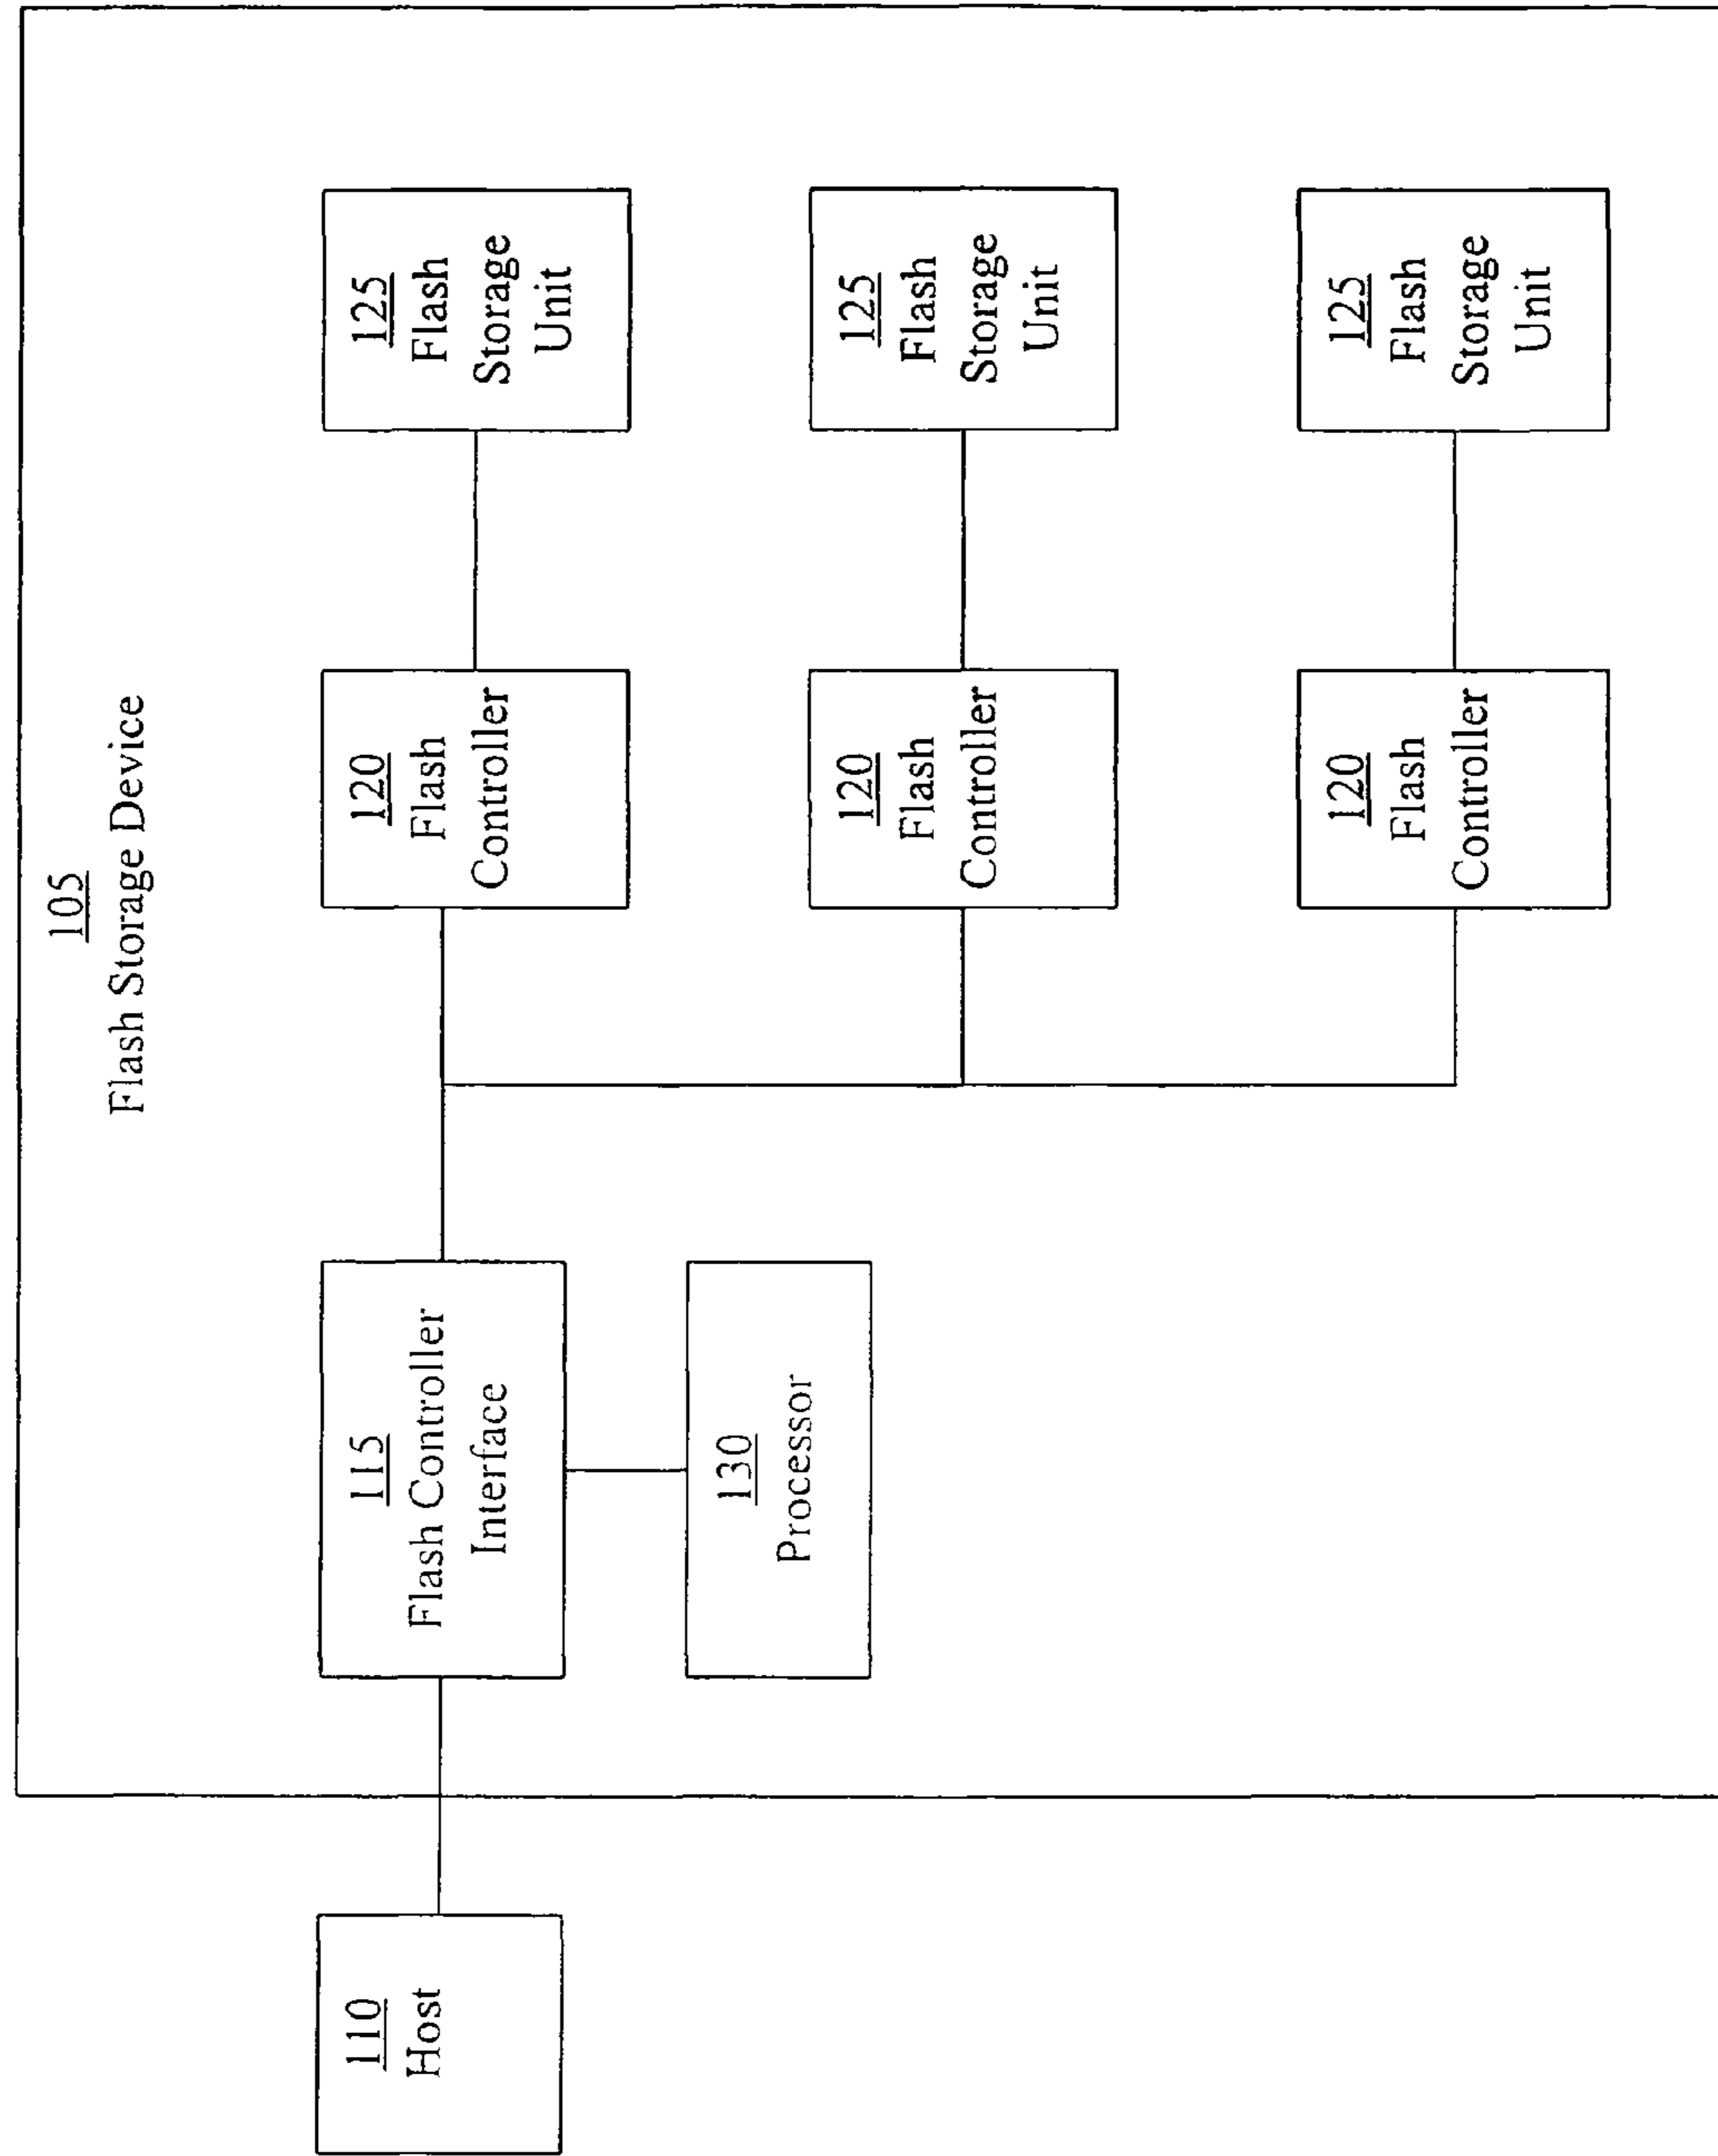 105
Flash Storage Device
110
Host
115
Flash Controller
Interface
130
Processor
120
Flash
Controller
125
Flash
Storage
Unit
120
Flash
Controller
125
Flash
Storage
Unit
120
Flash
Controller
125
Flash
Storage
Unit